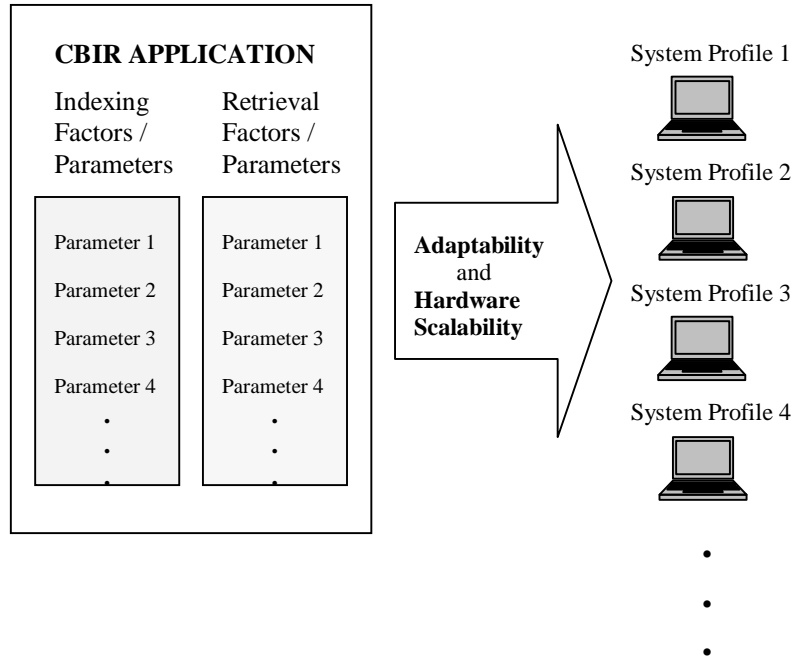 CBIR APPLICATION
Indexing
Factors /
Parameters
Retrieval
Factors /
Parameters
Parameter 1
Parameter 2
Parameter 3
Parameter 4
.
.
.
Parameter 1
Parameter 2
Parameter 3
Parameter 4
.
.
.
Adaptability
and
Hardware
Scalability
System Profile 1
System Profile 2
System Profile 3
System Profile 4
.
.
.